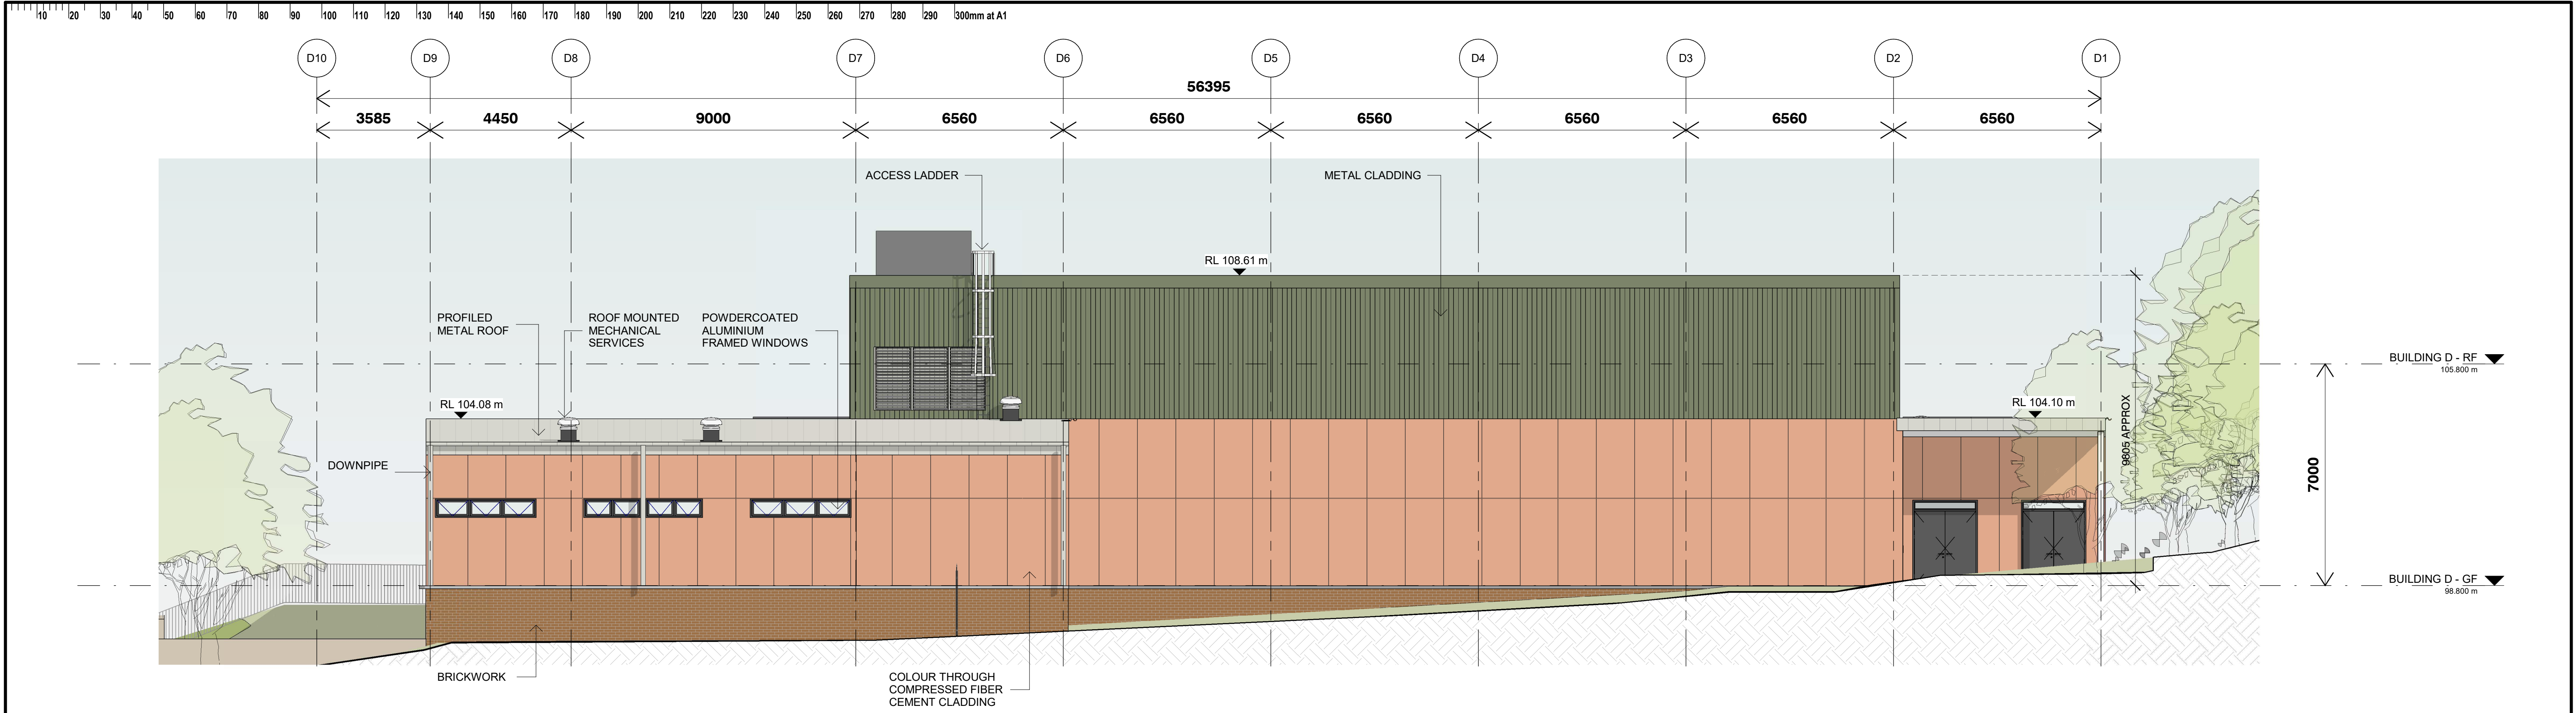 10 20 30 40 50 60 70 80 90 100 110 120 130 140 150 160 170 180 190 200 210 220 230 240 250 260 270 280 290 300mm at A1
D10 D9 D8 D7 D6 D5 D4 D3 D2 D1
56395
3585 4450 9000 6560 6560 6560 6560 6560 6560
ACCESS LADDER
METAL CLADDING
RL 108.61 m
PROFILED
METAL ROOF
ROOF MOUNTED
MECHANICAL
SERVICES
POWDERCOATED
ALUMINIUM
FRAMED WINDOWS
BUILDING D - RF
105.800 m
RL 104.08 m
RL 104.10 m
9805 APPROX
7000
DOWNPIPE
BUILDING D - GF
98.800 m
BRICKWORK
COLOUR THROUGH
COMPRESSED FIBER
CEMENT CLADDING